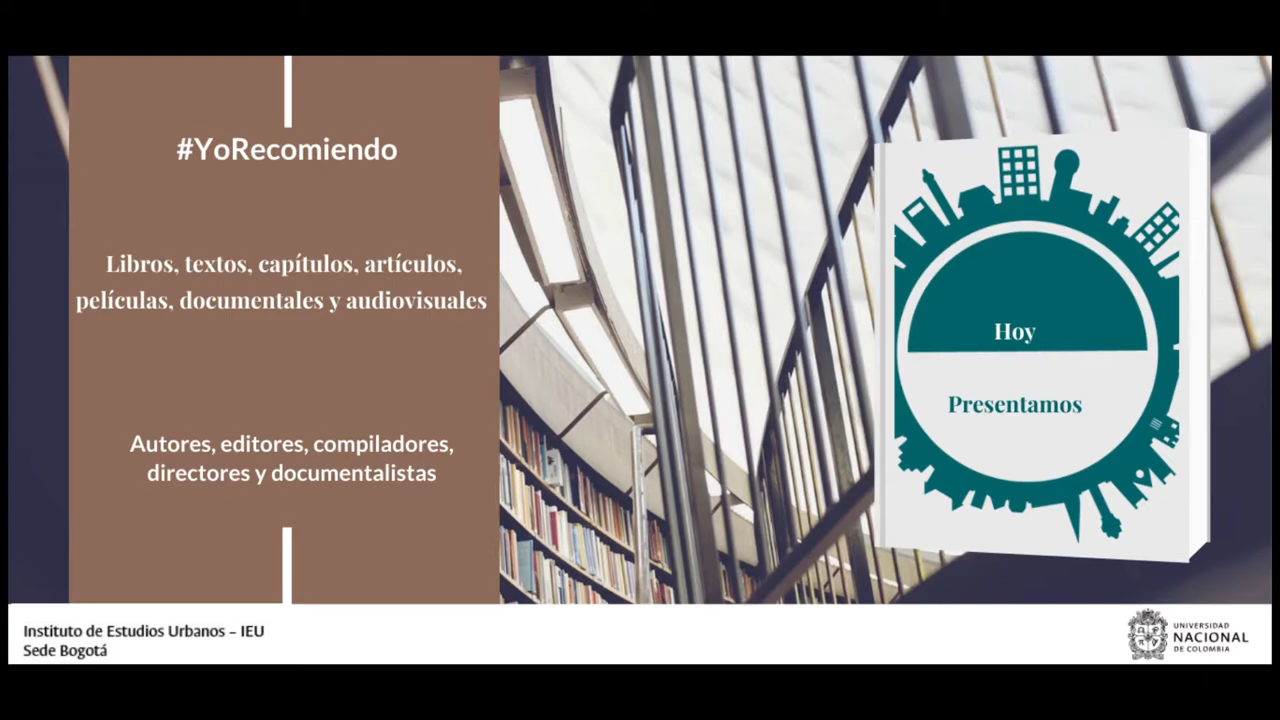 #YoRecomiendo
Libros, textos, capítulos, artículos,
películas, documentales y audiovisuales
Autores, editores, compiladores,
directores y documentalistas
Hoy
Presentamos
Instituto de Estudios Urbanos – IEU
Sede Bogotá
UNIVERSIDAD
NACIONAL
DE COLOMBIA